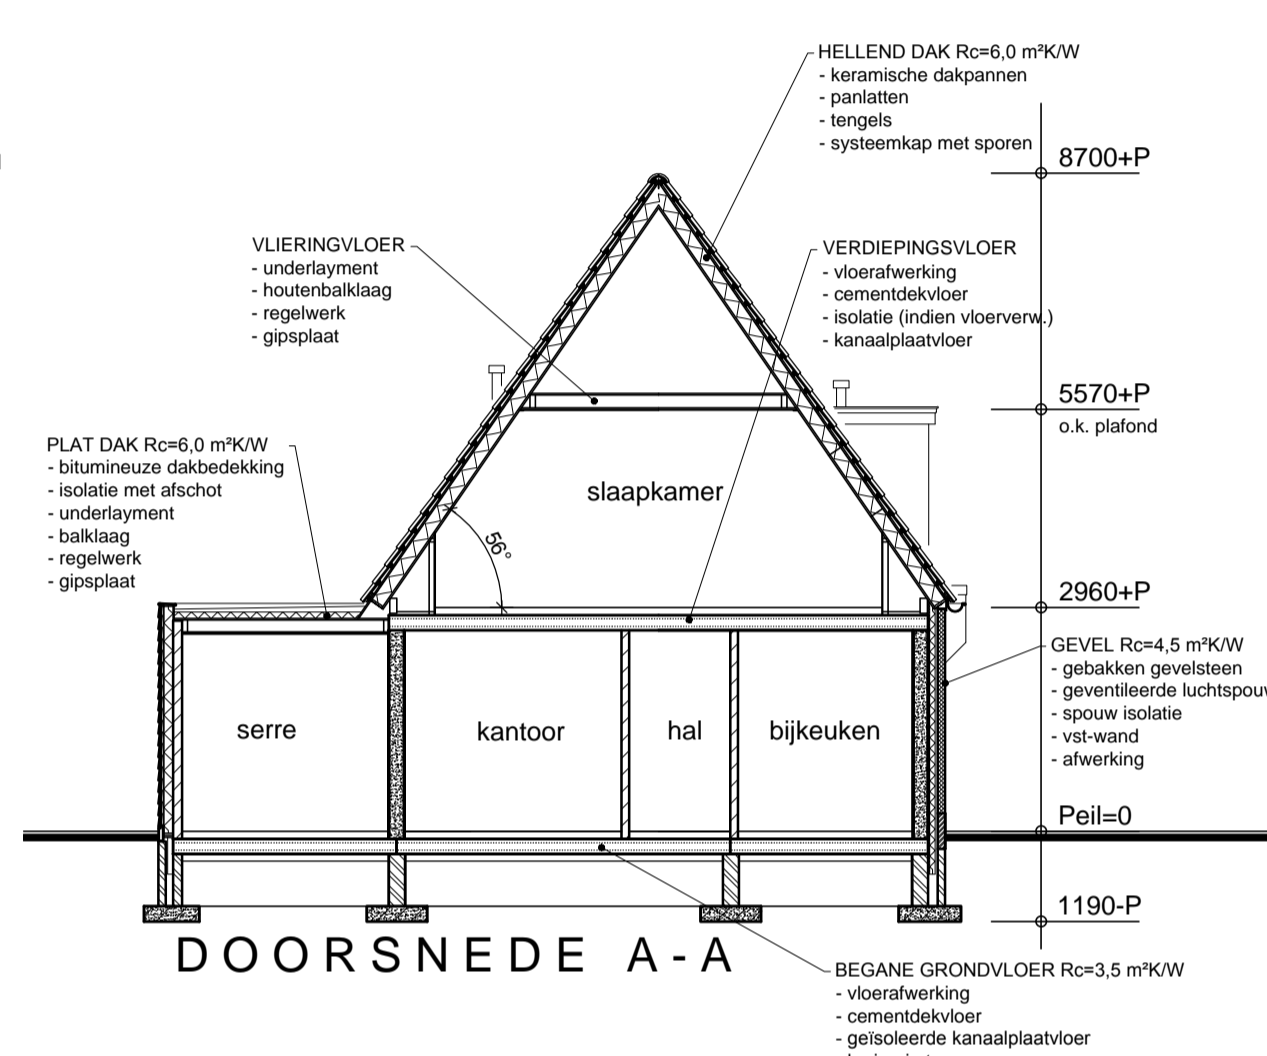 HELLEND DAK Rc=6,0 m²K/W
- keramische dakpannen
- panlatten
- tengels
- systeemkap met sporen
8700+P
VLIERINGVLOER
- underlayment
- houtenbalklaag
- regelwerk
- gipsplaat
VERDIEPINGSVLOER
- vloerafwerking
- cementdekvloer
- isolatie (indien vloerverw.)
- kanaalplaatvloer
5570+P
o.k. plafond
PLAT DAK Rc=6,0 m²K/W
- bitumineuze dakbedekking
- isolatie met afschot
- underlayment
- balklaag
- regelwerk
- gipsplaat
slaapkamer
56°
2960+P
GEVEL Rc=4,5 m²K/W
- gebakken gevelsteen
- geventileerde luchtspouw
- spouw isolatie
- vst-wand
- afwerking
serre
kantoor
hal
bijkeuken
Peil=0
1190-P
DOORSNEDE A-A
BEGANE GRONDVLOER Rc=3,5 m²K/W
- vloerafwerking
- cementdekvloer
- geïsoleerde kanaalplaatvloer